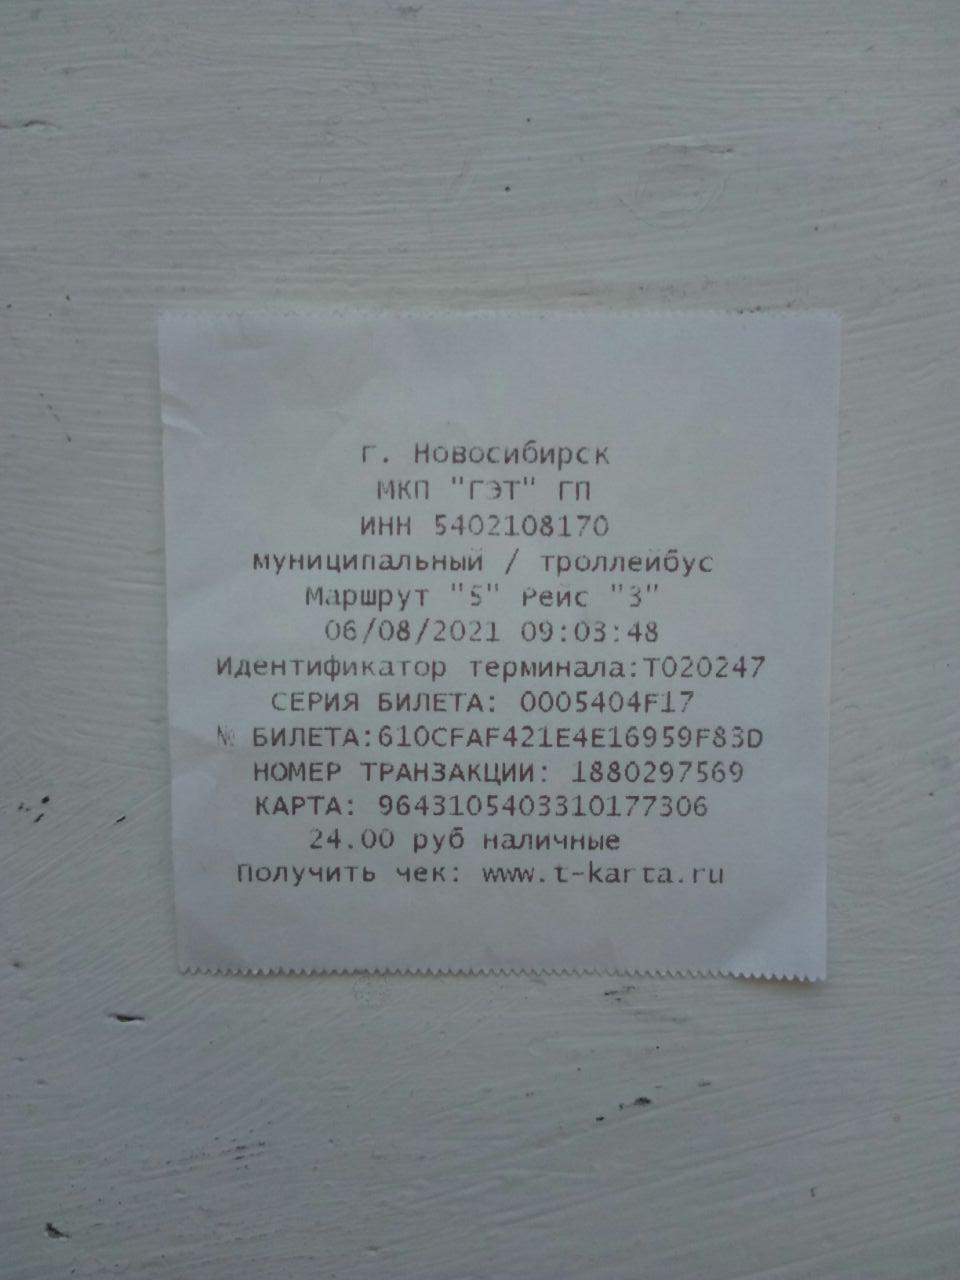 г. Новосибирск
МКП "ГЭТ" ГП
ИНН 5402108170
муниципальный / троллейбус
Маршрут "5" Рейс "3"
06/08/2021 09:03:48
Идентификатор терминала:T020247
СЕРИЯ БИЛЕТА: 0005404F17
№ БИЛЕТА:610CFAF421E4E16959F83D
НОМЕР ТРАНЗАКЦИИ: 1880297569
КАРТА: 9643105403310177306
24.00 руб наличные
Получить чек: www.t-karta.ru